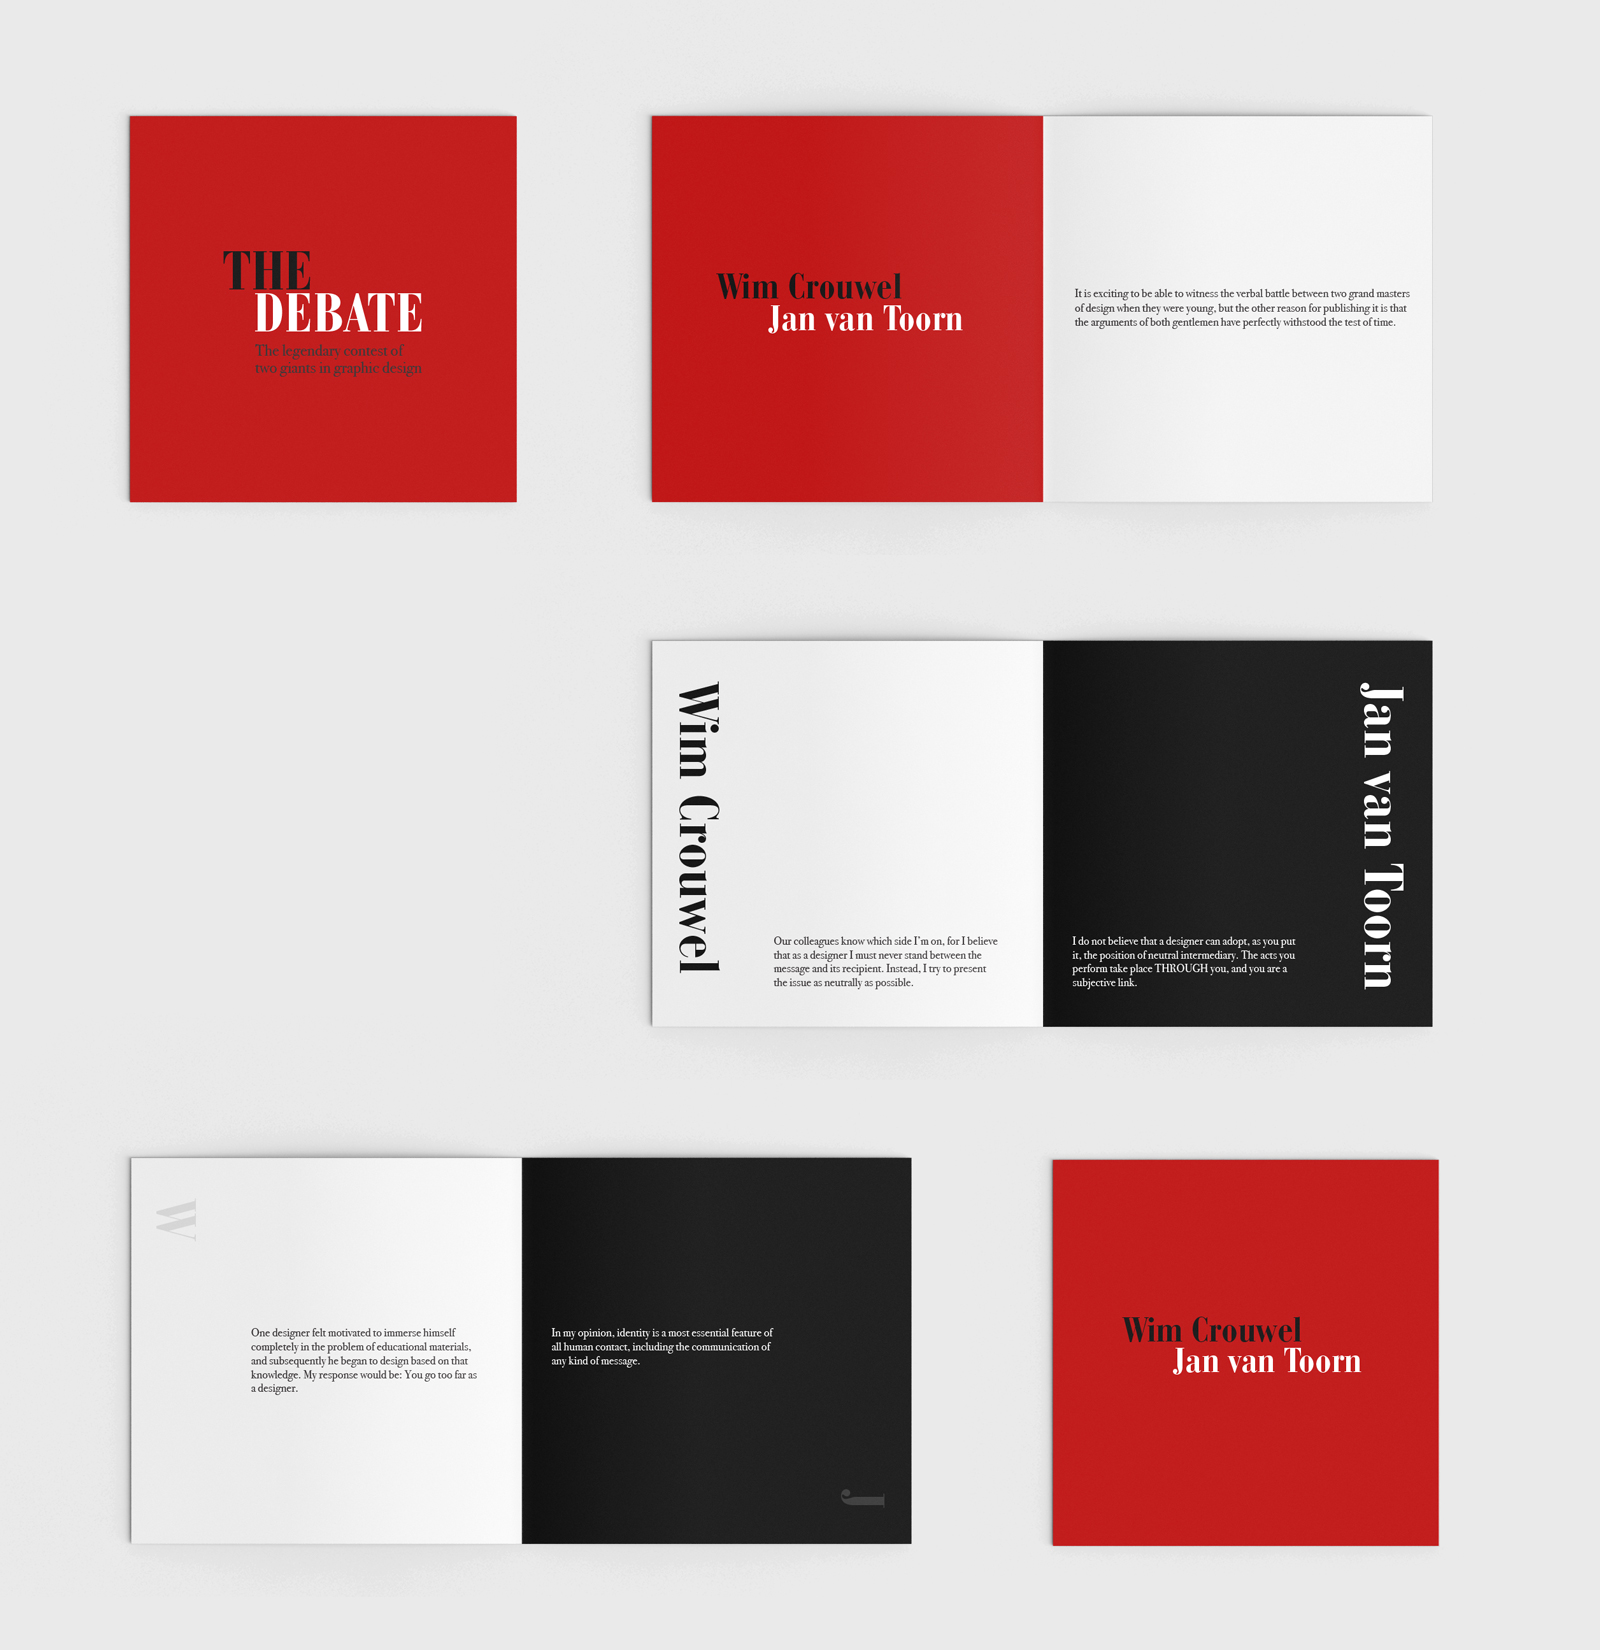 THE
DEBATE
The legendary contest of
two giants in graphic design
Wim Crouwel
Jan van Toorn
It is exciting to be able to witness the verbal battle between two grand masters
of design when they were young, but the other reason for publishing it is that
the arguments of both gentlemen have perfectly withstood the test of time.
Wim Crouwel
Our colleagues know which side I’m on, for I believe
that as a designer I must never stand between the
message and its recipient. Instead, I try to present
the issue as neutrally as possible.
I do not believe that a designer can adopt, as you put
it, the position of neutral intermediary. The acts you
perform take place THROUGH you, and you are a
subjective link.
Jan van Toorn
W
One designer felt motivated to immerse himself
completely in the problem of educational materials,
and subsequently he began to design based on that
knowledge. My response would be: You go too far as
a designer.
In my opinion, identity is a most essential feature of
all human contact, including the communication of
any kind of message.
J
Wim Crouwel
Jan van Toorn